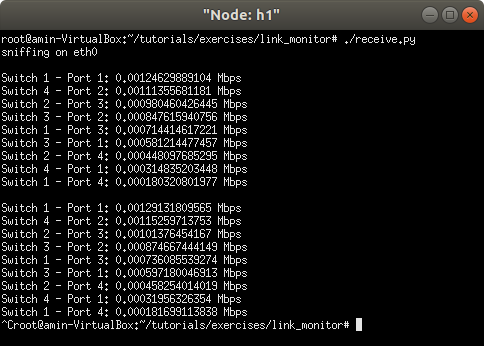 "Node: h1"
root@amin-VirtualBox:~/tutorials/exercises/link_monitor# ./receive.py
sniffing on eth0
Switch 1 - Port 1: 0.00124629889104 Mbps
Switch 4 - Port 2: 0.00111355681181 Mbps
Switch 2 - Port 3: 0.000980460426445 Mbps
Switch 3 - Port 2: 0.000847615940756 Mbps
Switch 1 - Port 3: 0.000714414617221 Mbps
Switch 3 - Port 1: 0.000581214477457 Mbps
Switch 2 - Port 4: 0.000448097685295 Mbps
Switch 4 - Port 1: 0.000314835203448 Mbps
Switch 1 - Port 4: 0.000180320801977 Mbps
Switch 1 - Port 1: 0.00129131809565 Mbps
Switch 4 - Port 2: 0.00115259713753 Mbps
Switch 2 - Port 3: 0.00101376454167 Mbps
Switch 3 - Port 2: 0.000874667444149 Mbps
Switch 1 - Port 3: 0.000736085539274 Mbps
Switch 3 - Port 1: 0.000597180046913 Mbps
Switch 2 - Port 4: 0.000458254014019 Mbps
Switch 4 - Port 1: 0.00031956326354 Mbps
Switch 1 - Port 4: 0.000181699113838 Mbps
^Croot@amin-VirtualBox:~/tutorials/exercises/link_monitor#